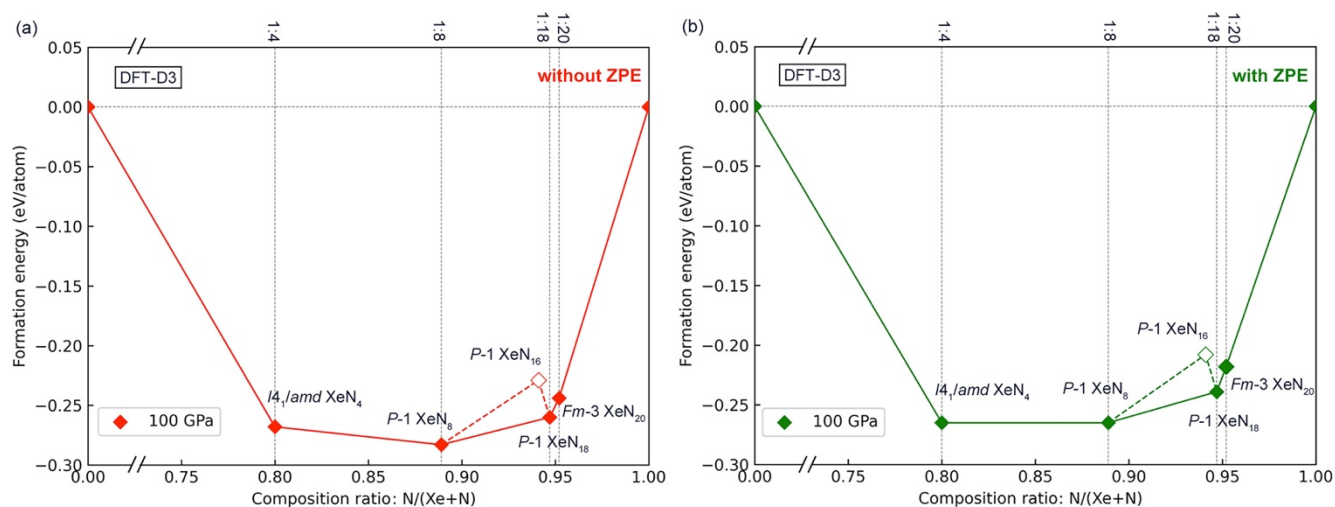 (a)
1:4
1:8
1:18
1:20
0.05
DFT-D3
without ZPE
0.00
−0.05
−0.10
−0.15
−0.20
−0.25
−0.30
Formation energy (eV/atom)
P-1 XeN₁₆
I4₁/amd XeN₄
P-1 XeN₈
Fm-3 XeN₂₀
P-1 XeN₁₈
100 GPa
0.00
0.75
0.80
0.85
0.90
0.95
1.00
Composition ratio: N/(Xe+N)
(b)
1:4
1:8
1:18
1:20
0.05
DFT-D3
with ZPE
0.00
−0.05
−0.10
−0.15
−0.20
−0.25
−0.30
Formation energy (eV/atom)
P-1 XeN₁₆
I4₁/amd XeN₄
P-1 XeN₈
Fm-3 XeN₂₀
P-1 XeN₁₈
100 GPa
0.00
0.75
0.80
0.85
0.90
0.95
1.00
Composition ratio: N/(Xe+N)